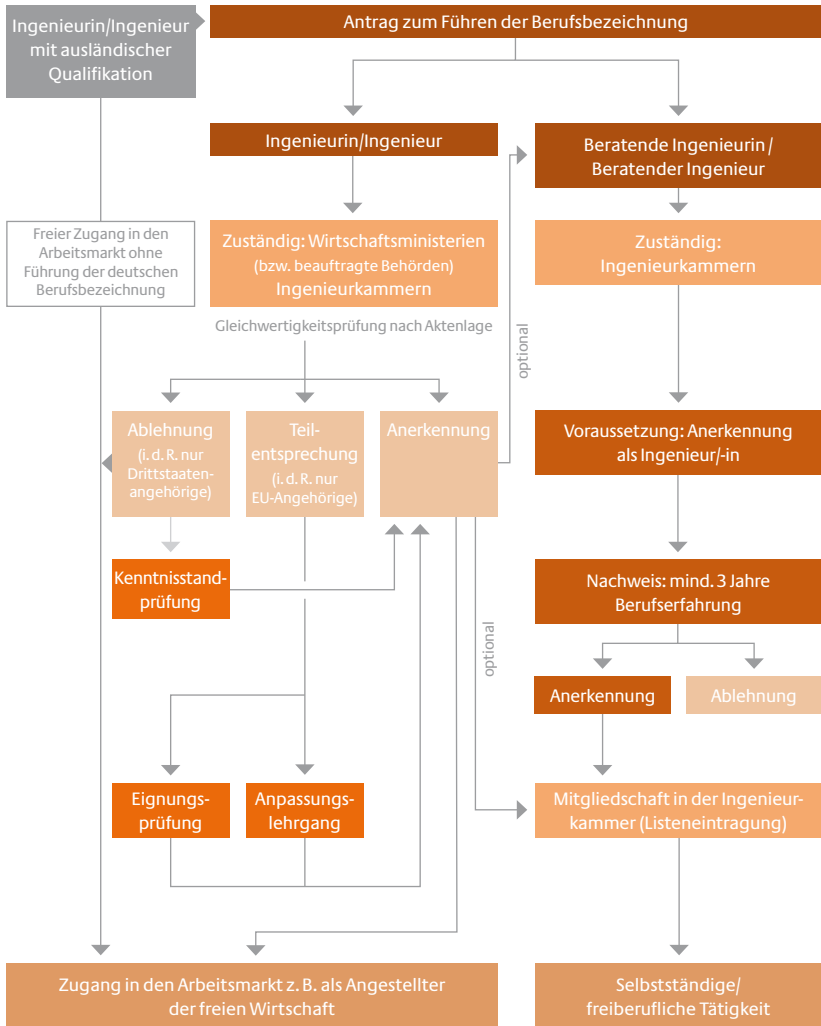 Ingenieurin/Ingenieur
mit ausländischer
Qualifikation
Antrag zum Führen der Berufsbezeichnung
Ingenieurin/Ingenieur
Beratende Ingenieurin /
Beratender Ingenieur
Freier Zugang in den
Arbeitsmarkt ohne
Führung der deutschen
Berufsbezeichnung
Zuständig: Wirtschaftsministerien
(bzw. beauftragte Behörden)
Ingenieurkammern
Zuständig:
Ingenieurkammern
Gleichwertigkeitsprüfung nach Aktenlage
optional
Ablehnung
(i. d. R. nur
Drittstaaten-
angehörige)
Teil-
entsprechung
(i. d. R. nur
EU-Angehörige)
Anerkennung
Voraussetzung: Anerkennung
als Ingenieur/-in
Kenntnisstand-
prüfung
Nachweis: mind. 3 Jahre
Berufserfahrung
optional
Anerkennung
Ablehnung
Eignungs-
prüfung
Anpassungs-
lehrgang
Mitgliedschaft in der Ingenieur-
kammer (Listeneintragung)
Zugang in den Arbeitsmarkt z. B. als Angestellter
der freien Wirtschaft
Selbstständige/
freiberufliche Tätigkeit